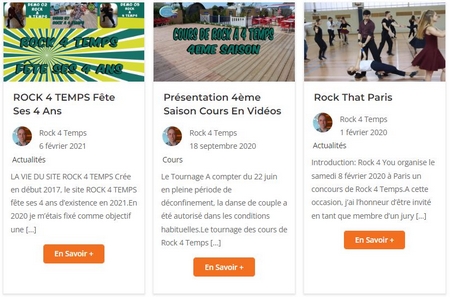 DEMO 02
ROCK
A
4 TEMPS
DEMO 06
ROCK 4 TEMPS
FÊTE SES 4 ANS
COURS DE ROCK A 4 TEMPS
4EME SAISON
ROCK 4 TEMPS Fête
Ses 4 Ans
Rock 4 Temps
6 février 2021
Actualités
LA VIE DU SITE ROCK 4 TEMPS Crée
en début 2017, le site ROCK 4 TEMPS
fête ses 4 ans d'existence en 2021.En
2020 je m'étais fixé comme objectif
une [...]
En Savoir +
Présentation 4ème
Saison Cours En Vidéos
Rock 4 Temps
18 septembre 2020
Cours
Le Tournage A compter du 22 juin
en pleine période de
déconfinement, la danse de couple a
été autorisé dans les conditions
habituelles.Le tournage des cours de
Rock 4 Temps [...]
En Savoir +
Rock That Paris
Rock 4 Temps
1 février 2020
Actualités
Introduction: Rock 4 You organise le
samedi 8 février 2020 à Paris un
concours de Rock 4 Temps.A cette
occasion, j'ai l'honneur d'être invité
en tant que membre d'un jury [...]
En Savoir +